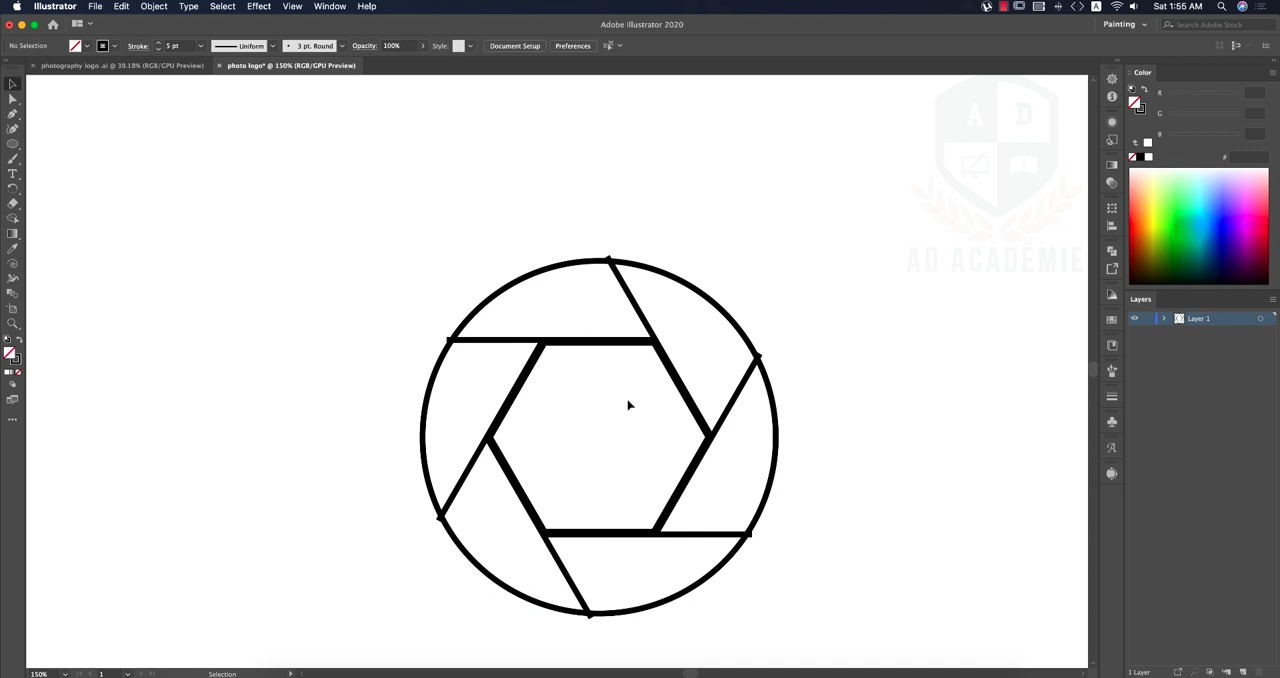 Illustrator File Edit Object Type Select Effect View Window Help A Sat 1:55 AM
Adobe Illustrator 2020 Painting Search Adobe Stock
No Selection Stroke: 5 pt Uniform 3 pt. Round Opacity: 100% Style: Document Setup Preferences
photography logo .ai @ 39.18% (RGB/GPU Preview) photo logo* @ 150% (RGB/GPU Preview)
Color
R
G
B
#
A D
AD ACADÉMIE
Layers
Layer 1
150% 1 Selection 1 Layer